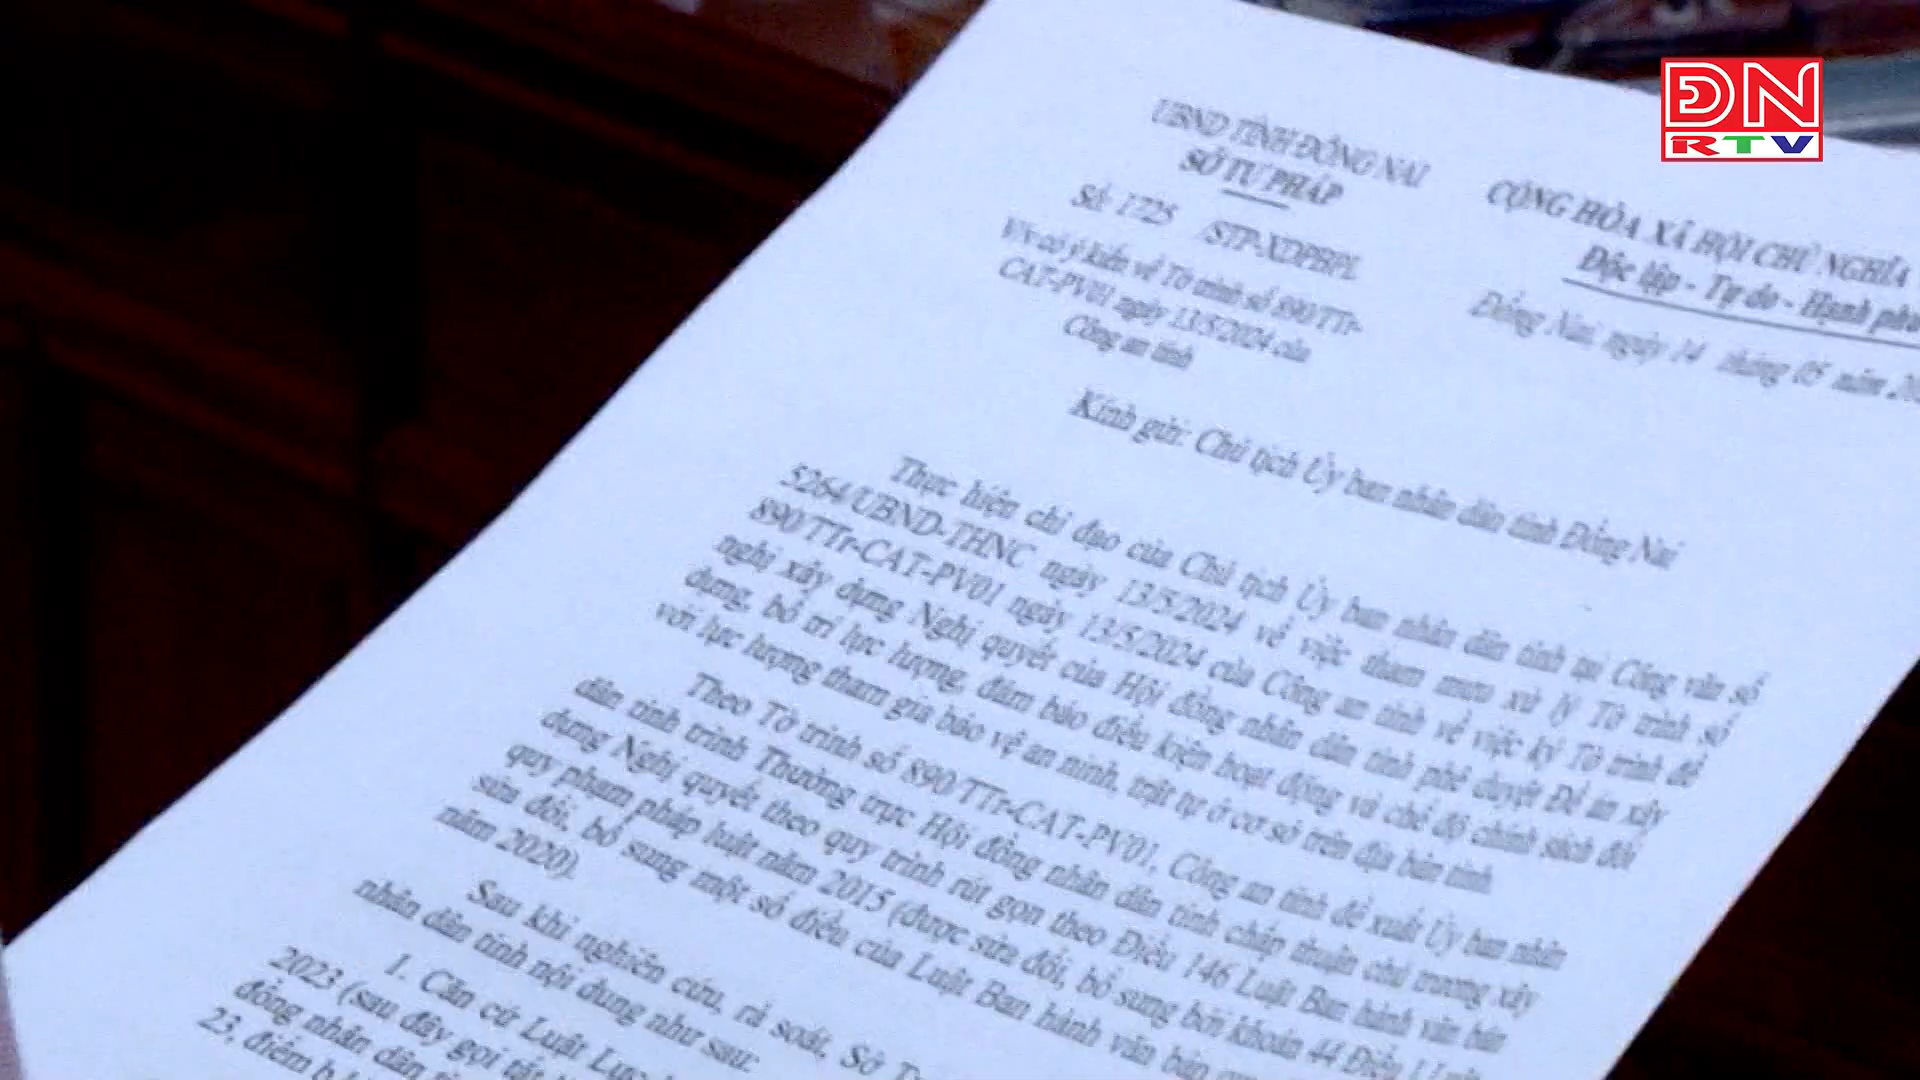 ĐN
RTV
UBND TỈNH ĐỒNG NAI
SỞ TƯ PHÁP
Số: 1725 /STP-XDPBPL
V/v có ý kiến về Tờ trình số 890/TTr-
CAT-PV01 ngày 13/5/2024 của
Công an tỉnh
CỘNG HÒA XÃ HỘI CHỦ NGHĨA
Độc lập - Tự do - Hạnh phú
Đồng Nai, ngày 14 tháng 05 năm 20
Kính gửi: Chủ tịch Ủy ban nhân dân tỉnh Đồng Nai
Thực hiện chỉ đạo của Chủ tịch Ủy ban nhân dân tỉnh tại Công văn số
5264/UBND-THNC ngày 13/5/2024 về việc tham mưu xử lý Tờ trình số
890/TTr-CAT-PV01 ngày 13/5/2024 của Công an tỉnh về việc ký Tờ trình đề
nghị xây dựng Nghị quyết của Hội đồng nhân dân tỉnh phê duyệt Đề án xây
dựng, bố trí lực lượng, đảm bảo điều kiện hoạt động và chế độ chính sách đối
với lực lượng tham gia bảo vệ an ninh, trật tự ở cơ sở trên địa bàn tỉnh
Theo Tờ trình số 890/TTr-CAT-PV01, Công an tỉnh đề xuất Ủy ban nhân
dân tỉnh trình Thường trực Hội đồng nhân dân tỉnh chấp thuận chủ trương xây
dựng Nghị quyết theo quy trình rút gọn theo Điều 146 Luật Ban hành văn bản
quy phạm pháp luật năm 2015 (được sửa đổi, bổ sung bởi khoản 44 Điều 1 Luật
sửa đổi, bổ sung một số điều của Luật Ban hành văn bản
năm 2020).
Sau khi nghiên cứu, rà soát, Sở
nhân dân tỉnh nội dung như sau:
1. Căn cứ Luật Lực
2023 (sau đây gọi tắt
đồng nhân dân
23, điểm b